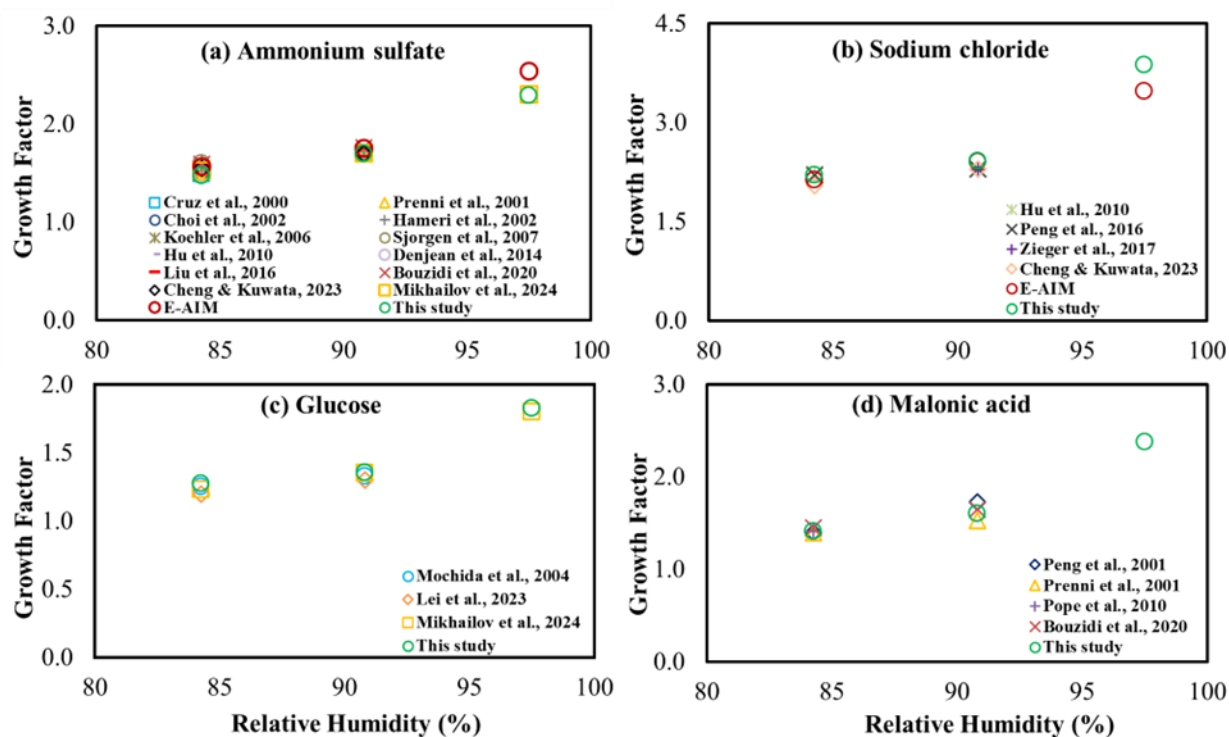 (a) Ammonium sulfate
Growth Factor
3.0
2.0
1.0
0.0
80 85 90 95 100
Cruz et al., 2000 Prenni et al., 2001
Choi et al., 2002 Hameri et al., 2002
Koehler et al., 2006 Sjorgen et al., 2007
Hu et al., 2010 Denjean et al., 2014
Liu et al., 2016 Bouzidi et al., 2020
Cheng & Kuwata, 2023 Mikhailov et al., 2024
E-AIM This study
(b) Sodium chloride
Growth Factor
4.5
3.0
1.5
0.0
80 85 90 95 100
Hu et al., 2010
Peng et al., 2016
Zieger et al., 2017
Cheng & Kuwata, 2023
E-AIM
This study
(c) Glucose
Growth Factor
2.0
1.5
1.0
0.5
0.0
80 85 90 95 100
Relative Humidity (%)
Mochida et al., 2004
Lei et al., 2023
Mikhailov et al., 2024
This study
(d) Malonic acid
Growth Factor
3.0
2.0
1.0
0.0
80 85 90 95 100
Relative Humidity (%)
Peng et al., 2001
Prenni et al., 2001
Pope et al., 2010
Bouzidi et al., 2020
This study